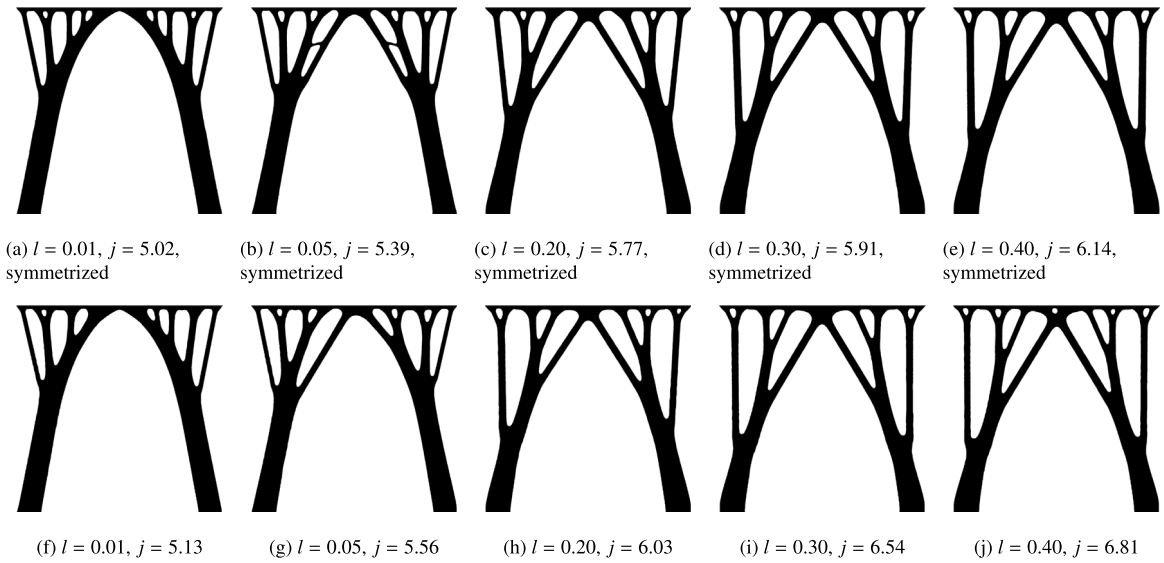 (a) l = 0.01, j = 5.02,
symmetrized
(b) l = 0.05, j = 5.39,
symmetrized
(c) l = 0.20, j = 5.77,
symmetrized
(d) l = 0.30, j = 5.91,
symmetrized
(e) l = 0.40, j = 6.14,
symmetrized
(f) l = 0.01, j = 5.13
(g) l = 0.05, j = 5.56
(h) l = 0.20, j = 6.03
(i) l = 0.30, j = 6.54
(j) l = 0.40, j = 6.81